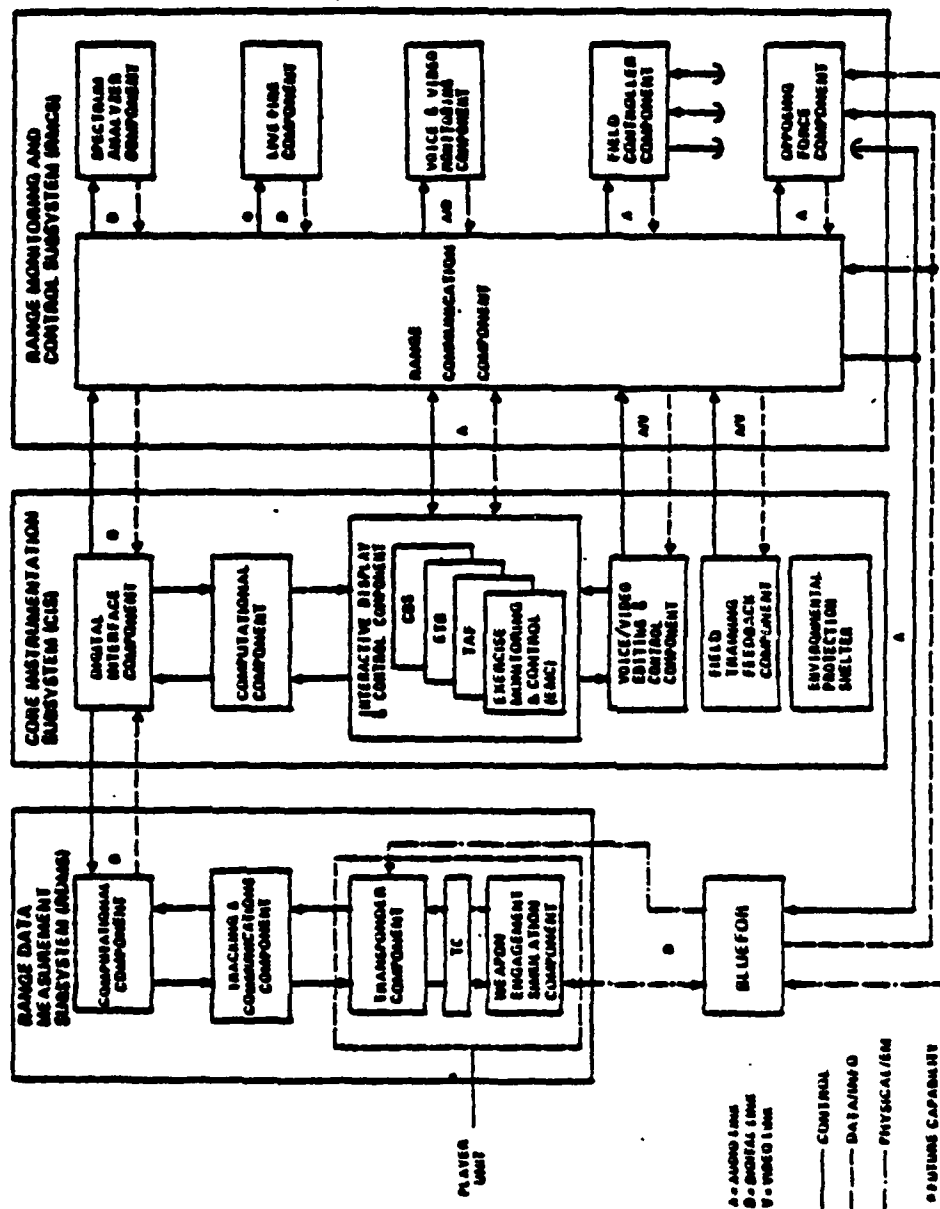 RANGE DATA
MEASUREMENT
SUBSYSTEM (RDMS)
COMPUTATIONAL
COMPONENT
TRACKING &
COMMUNICATIONS
COMPONENT
TRANSPONDER
COMPONENT
TC
WEAPON
ENGAGEMENT
SIMULATION
COMPONENT
PLAYER
UNIT
BLUEFOR
D
D
CORE INSTRUMENTATION
SUBSYSTEM (CIS)
DIGITAL
INTERFACE
COMPONENT
D
COMPUTATIONAL
COMPONENT
INTERACTIVE DISPLAY
& CONTROL COMPONENT
TAF
EXERCISE
MONITORING
& CONTROL
(EMC)
VOICE/VIDEO
EDITING &
CONTROL
COMPONENT
FIELD
TRAINING
FEEDBACK
COMPONENT
ENVIRONMENTAL
PROTECTION
SHELTER
A
A/V
A/V
A
RANGE MONITORING AND
CONTROL SUBSYSTEM (RMCS)
RANGE
COMMUNICATION
COMPONENT
SPECTRUM
ANALYZER
COMPONENT
D
LIVE FIRE
COMPONENT
D
VOICE & VIDEO
MONITORING
COMPONENT
FIELD
CONTROLLER
COMPONENT
A
OPPOSING
FORCE
COMPONENT
A
A = AUDIO LINK
D = DIGITAL LINK
V = VIDEO LINK
CONTROL
DATA/INFO
PHYSICAL/EM
* FUTURE CAPABILITY